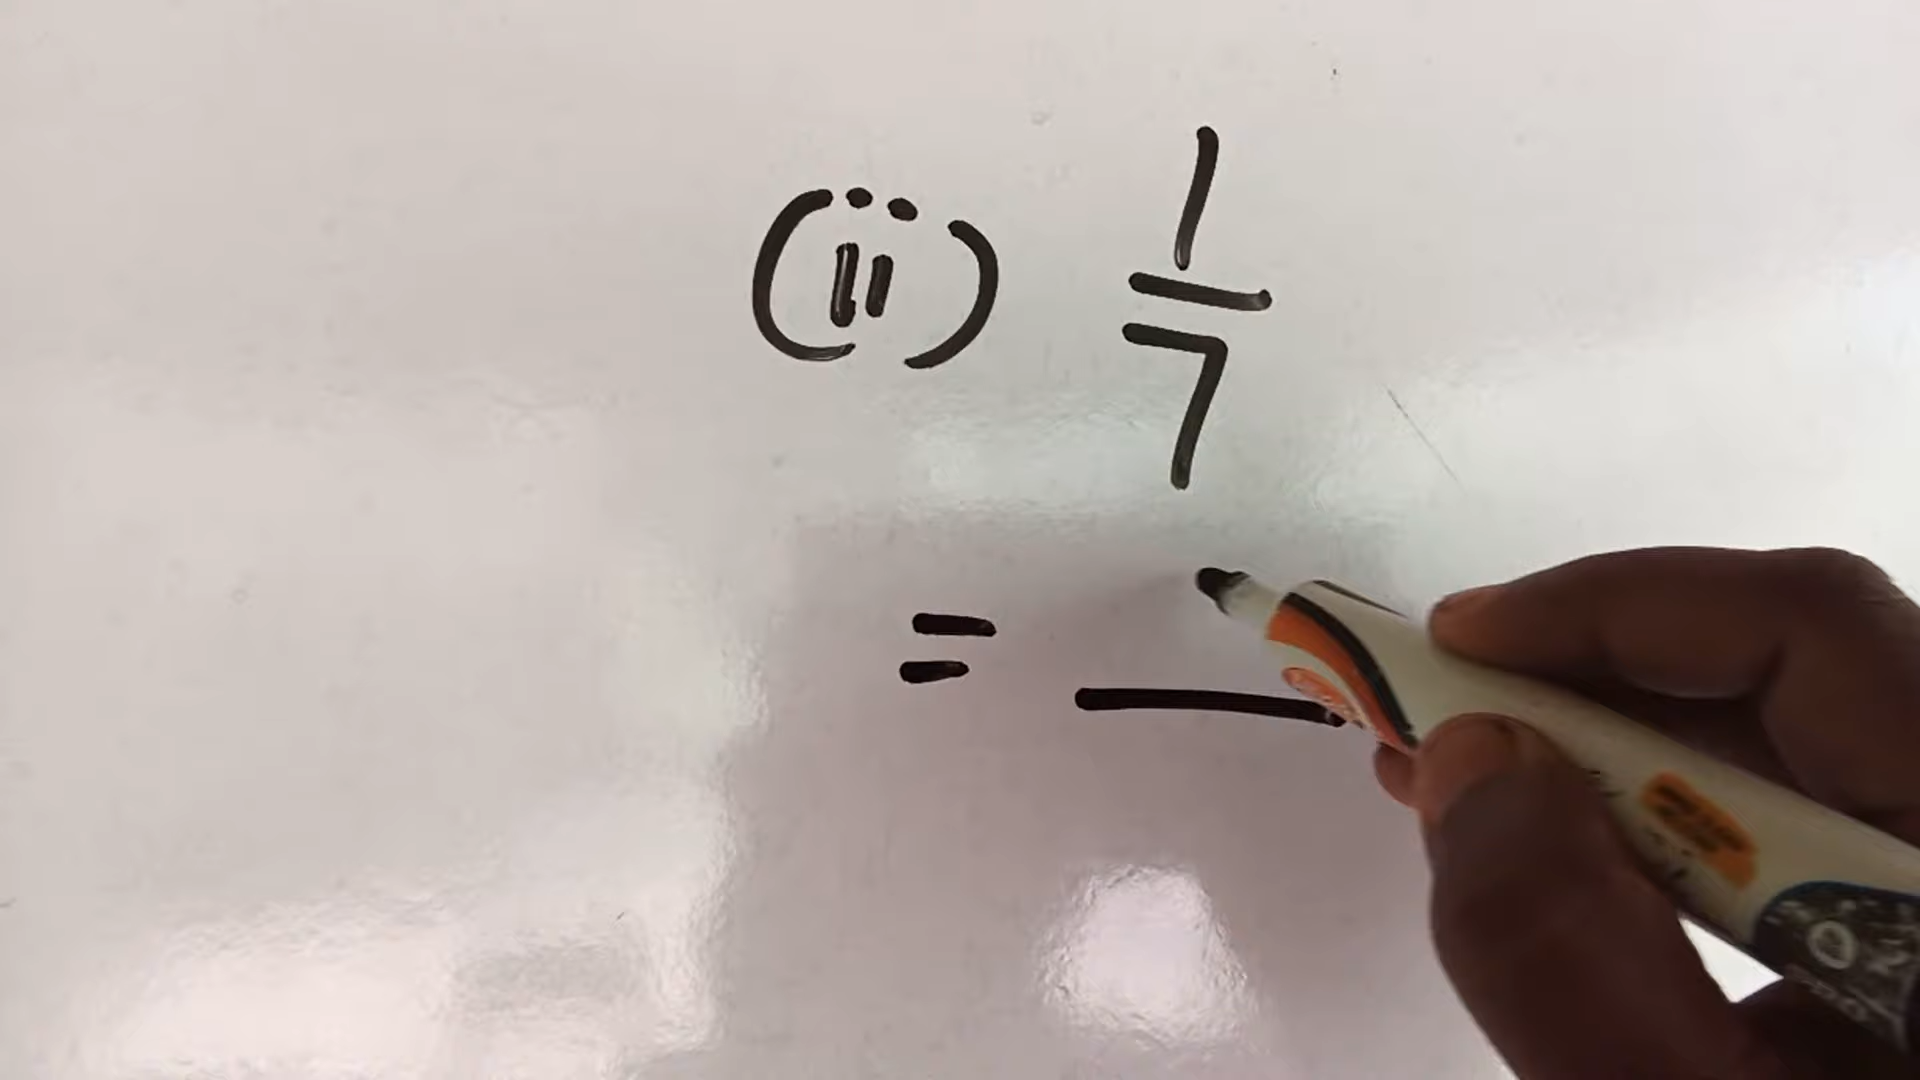 (ii) 1/7
= —